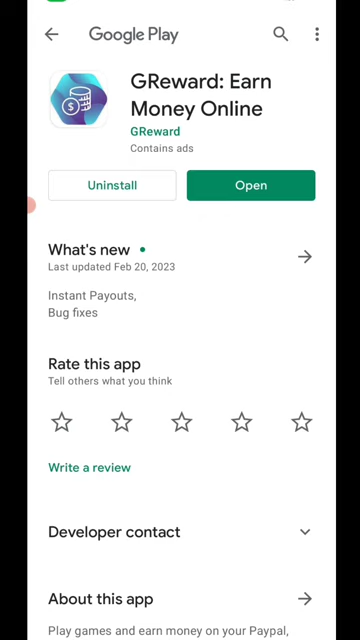 Google Play
GReward: Earn
Money Online
GReward
Contains ads
Uninstall
Open
What's new
Last updated Feb 20, 2023
Instant Payouts,
Bug fixes
Rate this app
Tell others what you think
Write a review
Developer contact
About this app
Play games and earn money on your Paypal,